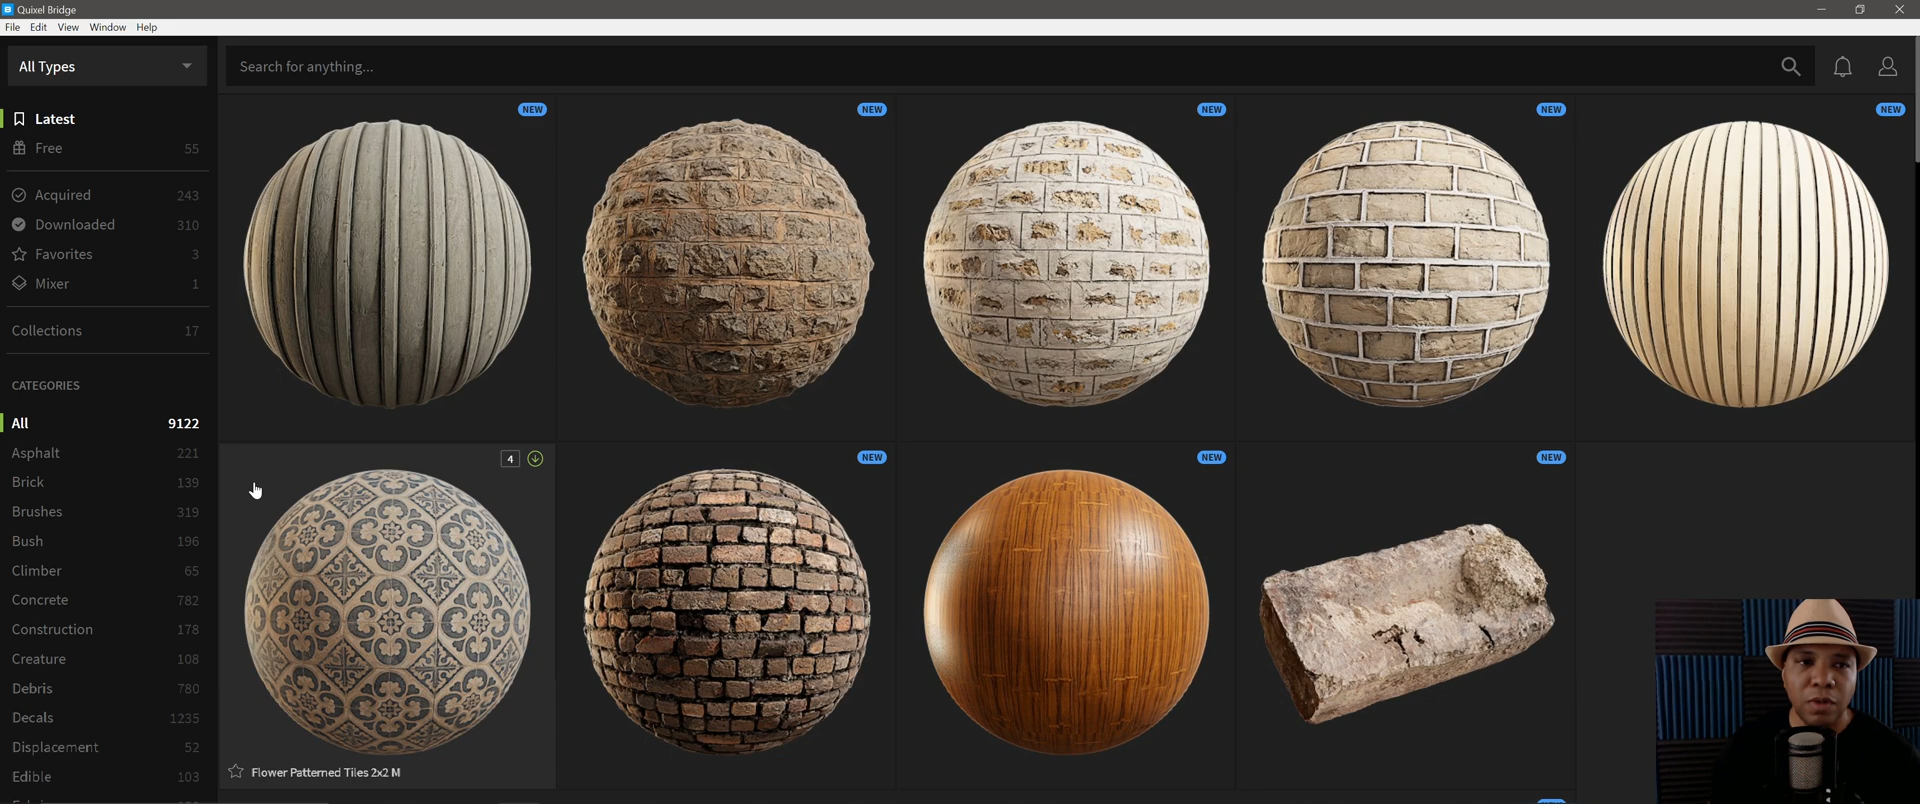 Quixel Bridge
File Edit View Window Help
All Types
Search for anything...
Latest
Free 55
Acquired 243
Downloaded 310
Favorites 3
Mixer 1
Collections 17
CATEGORIES
All 9122
Asphalt 221
Brick 139
Brushes 319
Bush 196
Climber 65
Concrete 782
Construction 178
Creature 108
Debris 780
Decals 1235
Displacement 52
Edible 103
NEW NEW NEW NEW NEW
4 NEW NEW NEW
Flower Patterned Tiles 2x2 M